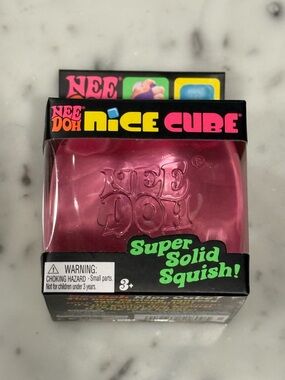 NEE
NEE
DOH
NICE CUBE®
NEE
DOH
®
Super
Solid
Squish!
⚠ WARNING:
CHOKING HAZARD - Small parts.
Not for children under 3 years.
3+